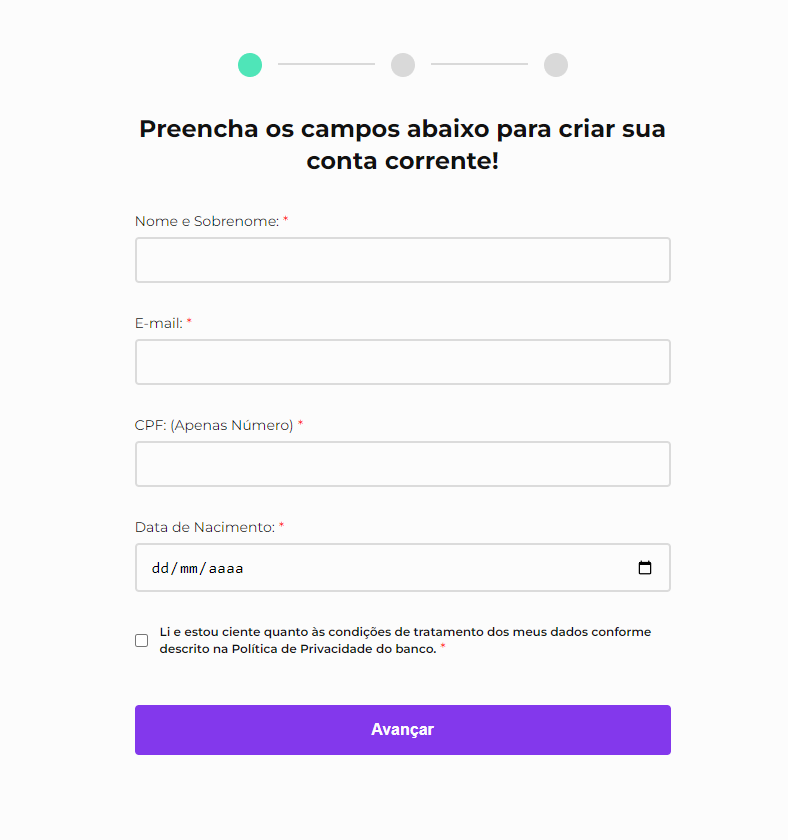 Preencha os campos abaixo para criar sua
conta corrente!
Nome e Sobrenome: *
E-mail: *
CPF: (Apenas Número) *
Data de Nacimento: *
dd/mm/aaaa
Li e estou ciente quanto às condições de tratamento dos meus dados conforme
descrito na Política de Privacidade do banco. *
Avançar